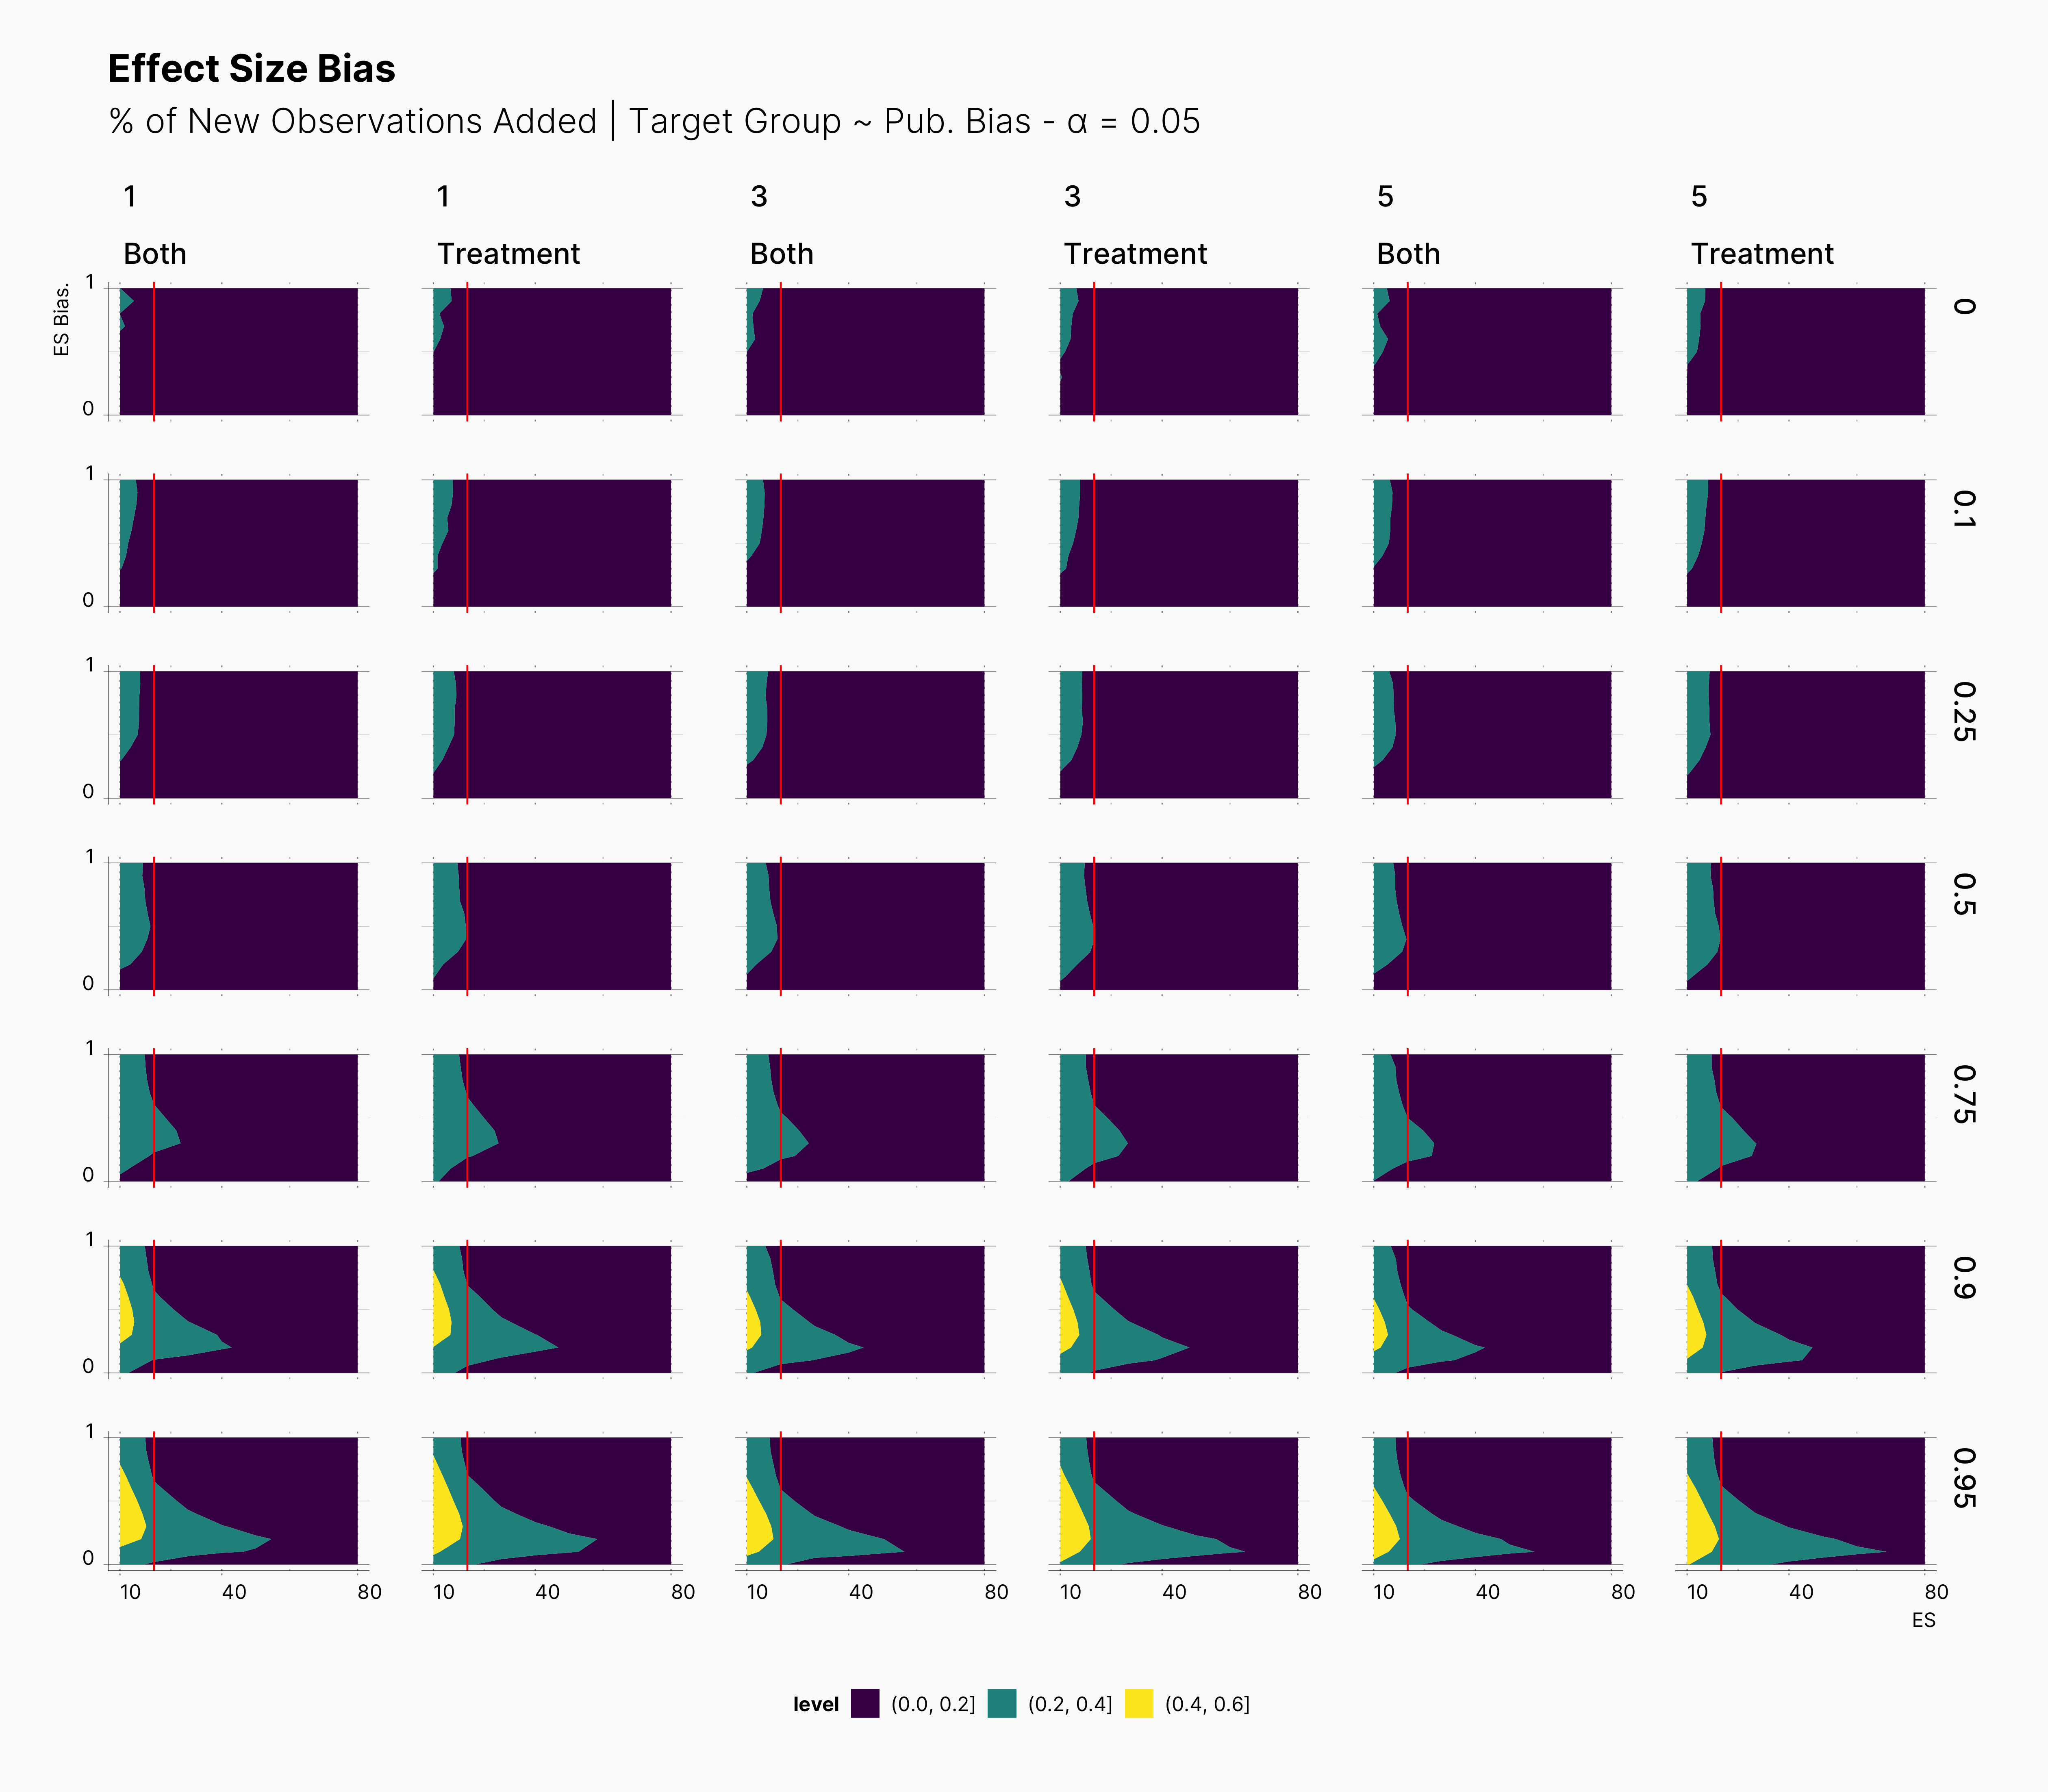 Effect Size Bias
% of New Observations Added | Target Group ~ Pub. Bias - α = 0.05
1 1 3 3 5 5
Both Treatment Both Treatment Both Treatment
ES Bias.
1
0
0
1
0
0.1
1
0
0.25
1
0
0.5
1
0
0.75
1
0
0.9
1
0
0.95
10 40 80 10 40 80 10 40 80 10 40 80 10 40 80 10 40 80
ES
level (0.0, 0.2] (0.2, 0.4] (0.4, 0.6]